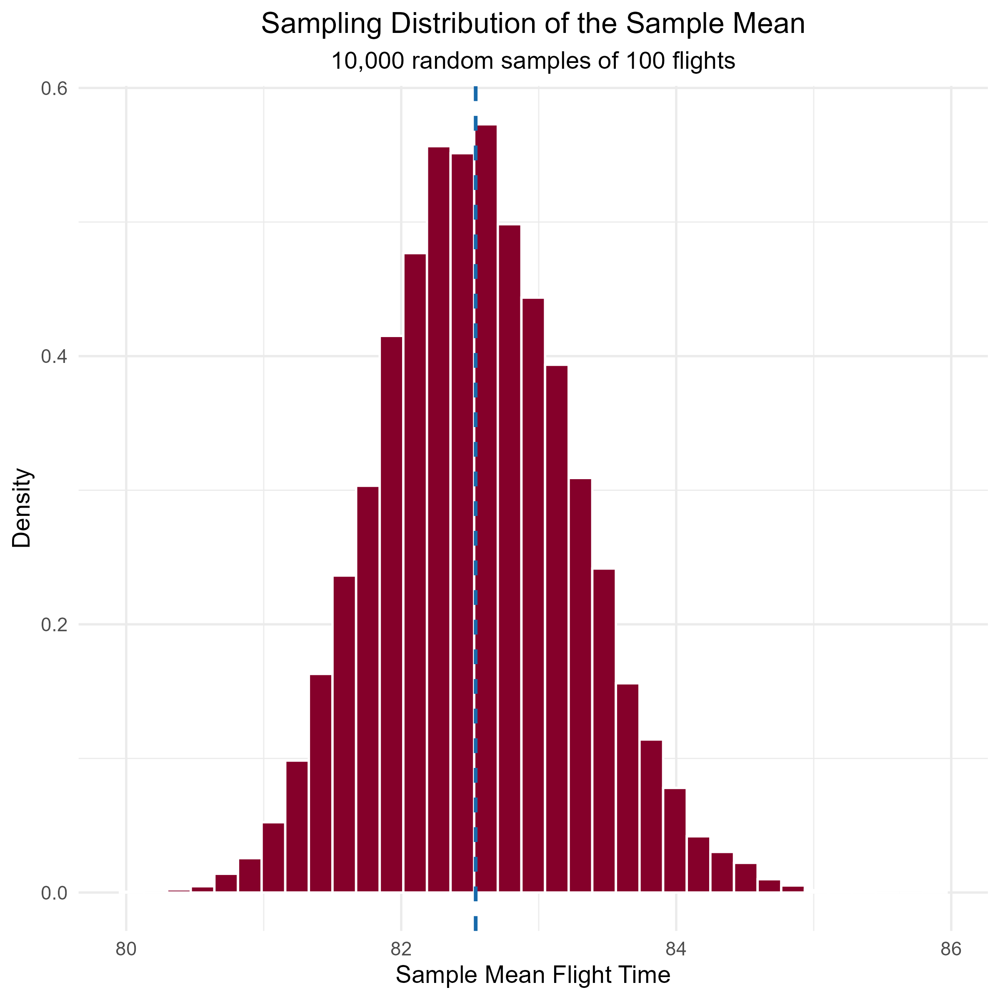 Sampling Distribution of the Sample Mean
10,000 random samples of 100 flights
0.6
0.4
0.2
0.0
Density
80 82 84 86
Sample Mean Flight Time